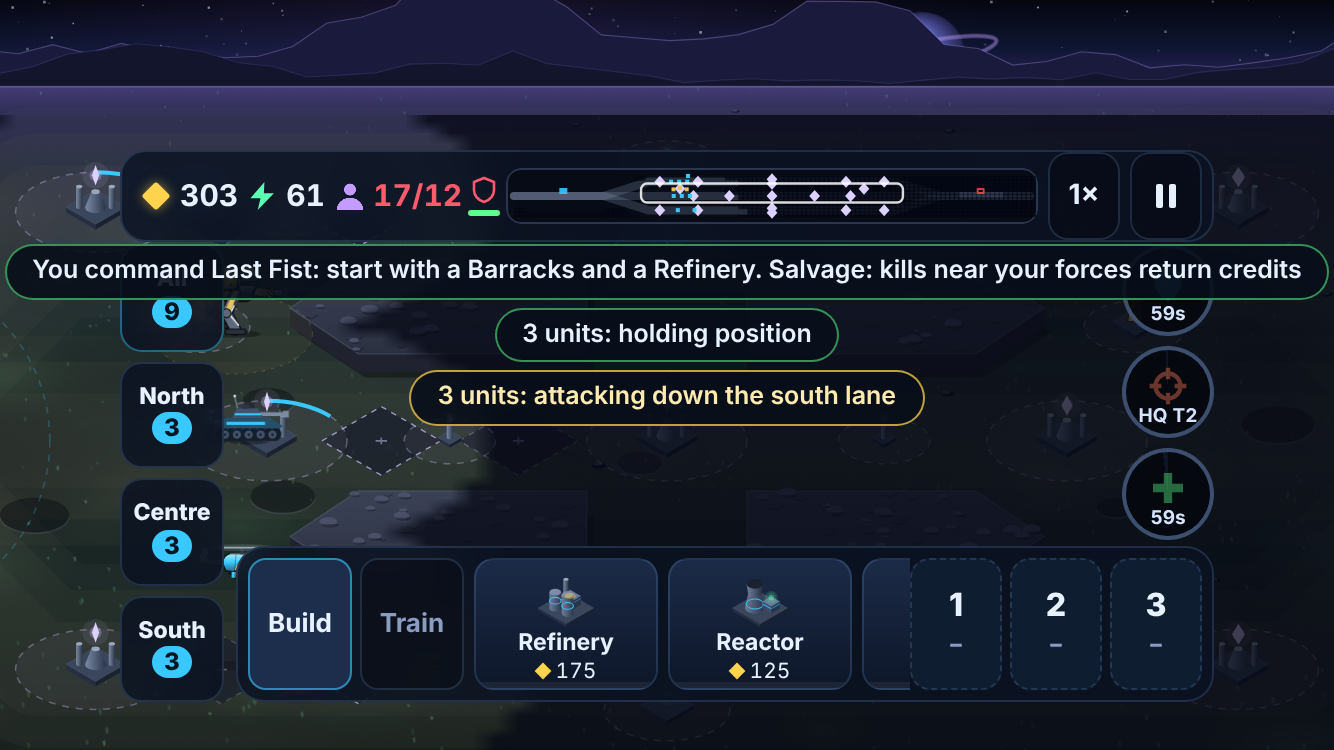 303 61 17/12 1×
You command Last Fist: start with a Barracks and a Refinery. Salvage: kills near your forces return credits
All
9
59s
3 units: holding position
3 units: attacking down the south lane
North
3
HQ T2
Centre
3
59s
South
3
Build
Train
Refinery
175
Reactor
125
1
–
2
–
3
–